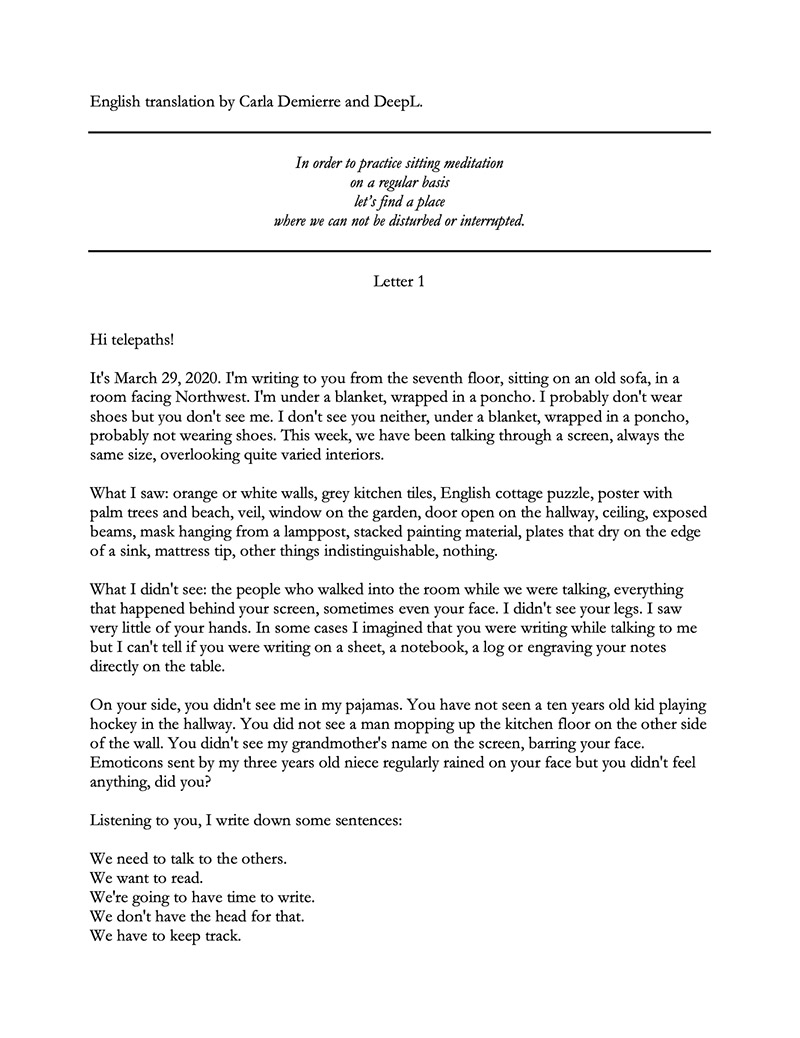 English translation by Carla Demierre and DeepL.
In order to practice sitting meditation
on a regular basis
let's find a place
where we can not be disturbed or interrupted.
Letter 1
Hi telepaths!
It's March 29, 2020. I'm writing to you from the seventh floor, sitting on an old sofa, in a
room facing Northwest. I'm under a blanket, wrapped in a poncho. I probably don't wear
shoes but you don't see me. I don't see you neither, under a blanket, wrapped in a poncho,
probably not wearing shoes. This week, we have been talking through a screen, always the
same size, overlooking quite varied interiors.
What I saw: orange or white walls, grey kitchen tiles, English cottage puzzle, poster with
palm trees and beach, veil, window on the garden, door open on the hallway, ceiling, exposed
beams, mask hanging from a lamppost, stacked painting material, plates that dry on the edge
of a sink, mattress tip, other things indistinguishable, nothing.
What I didn't see: the people who walked into the room while we were talking, everything
that happened behind your screen, sometimes even your face. I didn't see your legs. I saw
very little of your hands. In some cases I imagined that you were writing while talking to me
but I can't tell if you were writing on a sheet, a notebook, a log or engraving your notes
directly on the table.
On your side, you didn't see me in my pajamas. You have not seen a ten years old kid playing
hockey in the hallway. You did not see a man mopping up the kitchen floor on the other side
of the wall. You didn't see my grandmother's name on the screen, barring your face.
Emoticons sent by my three years old niece regularly rained on your face but you didn't feel
anything, did you?
Listening to you, I write down some sentences:
We need to talk to the others.
We want to read.
We're going to have time to write.
We don't have the head for that.
We have to keep track.